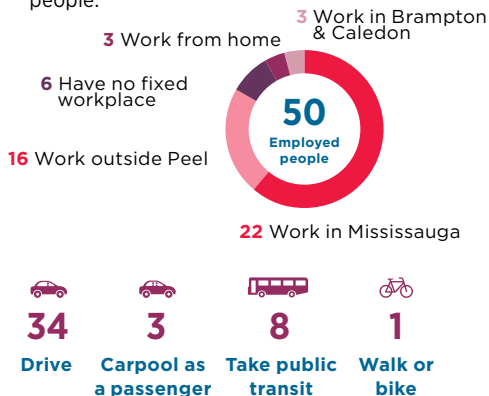 people.
3 Work in Brampton
& Caledon
3 Work from home
6 Have no fixed
workplace
50
Employed
people
16 Work outside Peel
22 Work in Mississauga
34
Drive
3
Carpool as
a passenger
8
Take public
transit
1
Walk or
bike